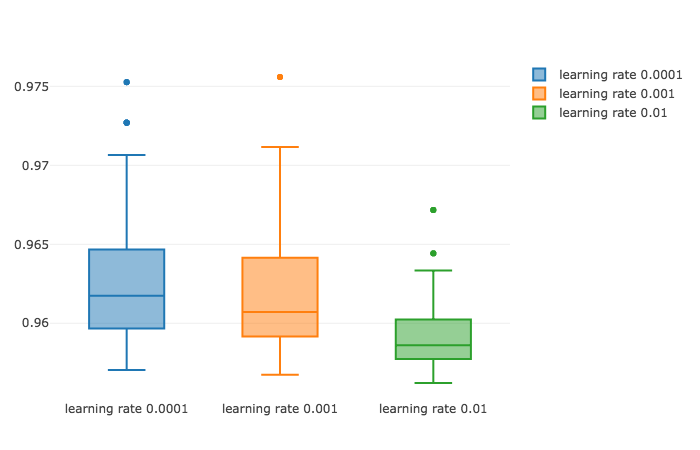 learning rate 0.0001
learning rate 0.001
learning rate 0.01
0.975
0.97
0.965
0.96
learning rate 0.0001 learning rate 0.001 learning rate 0.01